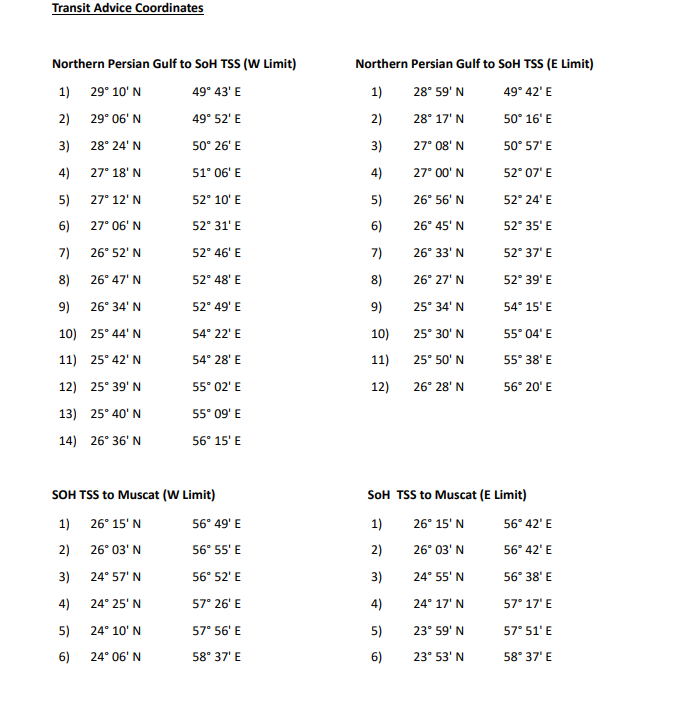 Transit Advice Coordinates
Northern Persian Gulf to SoH TSS (W Limit)
1) 29° 10' N 49° 43' E
2) 29° 06' N 49° 52' E
3) 28° 24' N 50° 26' E
4) 27° 18' N 51° 06' E
5) 27° 12' N 52° 10' E
6) 27° 06' N 52° 31' E
7) 26° 52' N 52° 46' E
8) 26° 47' N 52° 48' E
9) 26° 34' N 52° 49' E
10) 25° 44' N 54° 22' E
11) 25° 42' N 54° 28' E
12) 25° 39' N 55° 02' E
13) 25° 40' N 55° 09' E
14) 26° 36' N 56° 15' E
Northern Persian Gulf to SoH TSS (E Limit)
1) 28° 59' N 49° 42' E
2) 28° 17' N 50° 16' E
3) 27° 08' N 50° 57' E
4) 27° 00' N 52° 07' E
5) 26° 56' N 52° 24' E
6) 26° 45' N 52° 35' E
7) 26° 33' N 52° 37' E
8) 26° 27' N 52° 39' E
9) 25° 34' N 54° 15' E
10) 25° 30' N 55° 04' E
11) 25° 50' N 55° 38' E
12) 26° 28' N 56° 20' E
SOH TSS to Muscat (W Limit)
1) 26° 15' N 56° 49' E
2) 26° 03' N 56° 55' E
3) 24° 57' N 56° 52' E
4) 24° 25' N 57° 26' E
5) 24° 10' N 57° 56' E
6) 24° 06' N 58° 37' E
SoH TSS to Muscat (E Limit)
1) 26° 15' N 56° 42' E
2) 26° 03' N 56° 42' E
3) 24° 55' N 56° 38' E
4) 24° 17' N 57° 17' E
5) 23° 59' N 57° 51' E
6) 23° 53' N 58° 37' E